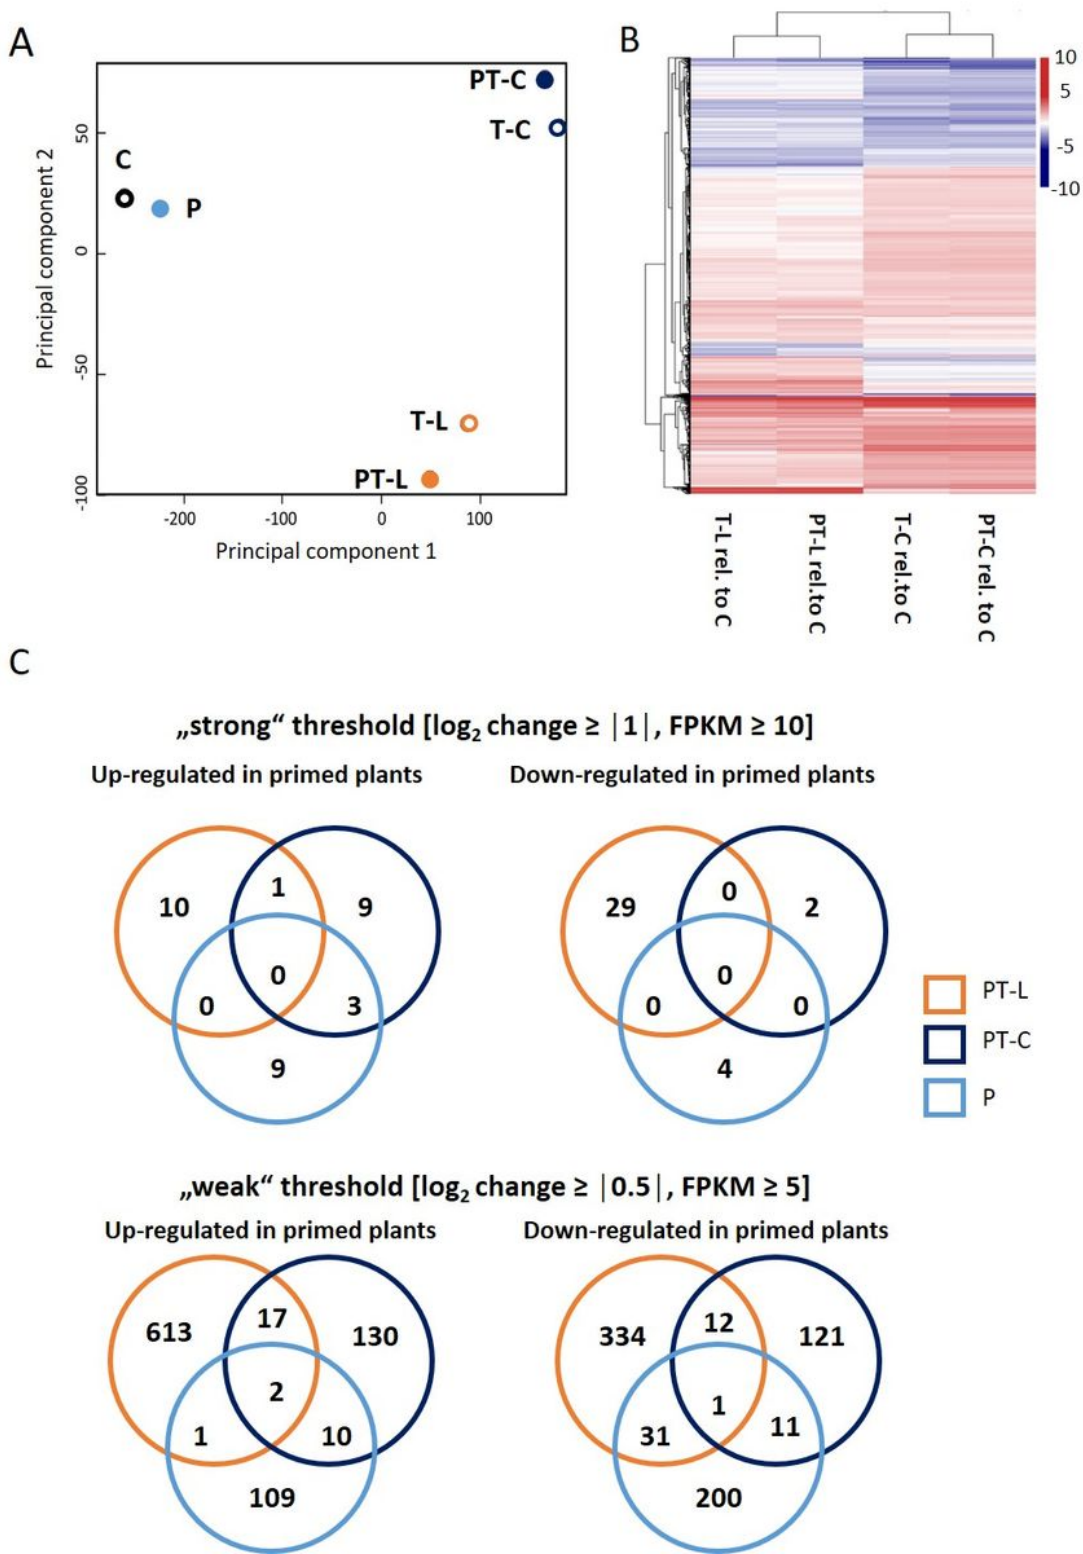 A
B
PT-C
T-C
C
P
T-L
PT-L
50
0
-50
-100
Principal component 2
-200
-100
0
100
Principal component 1
10
5
-5
-10
T-L rel. to C
PT-L rel.to C
T-C rel.to C
PT-C rel. to C
C
„strong“ threshold [log₂ change ≥ |1|, FPKM ≥ 10]
Up-regulated in primed plants
Down-regulated in primed plants
10
1
9
0
0
3
9
29
0
2
0
0
0
4
PT-L
PT-C
P
„weak“ threshold [log₂ change ≥ |0.5|, FPKM ≥ 5]
Up-regulated in primed plants
Down-regulated in primed plants
613
17
130
2
1
10
109
334
12
121
1
31
11
200